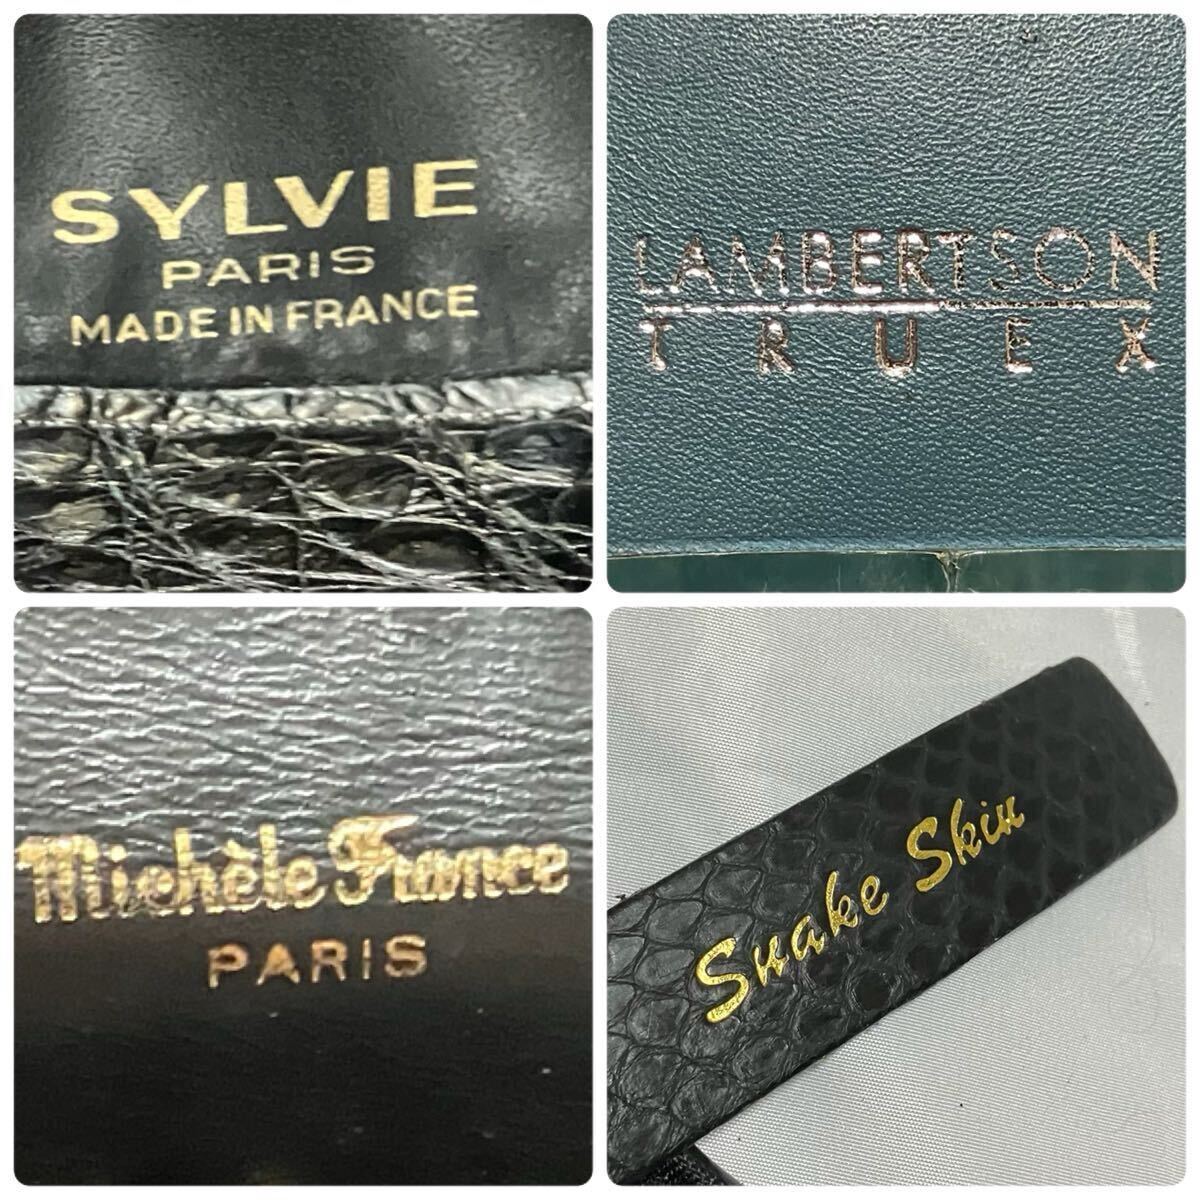 SYLVIE
PARIS
MADE IN FRANCE
LAMBERTSON
TRUEX
Michèle France
PARIS
Snake Skin